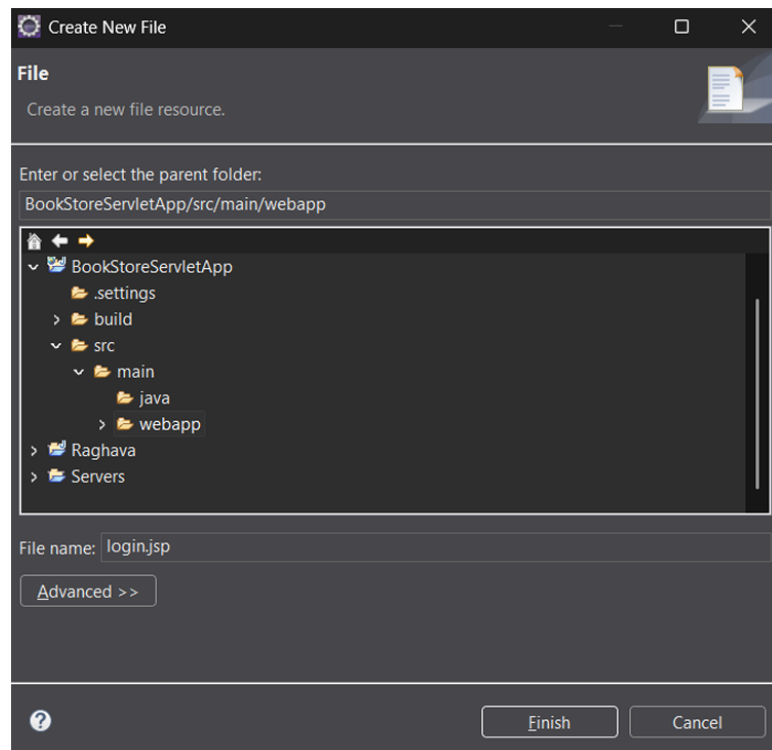 Create New File
File
Create a new file resource.
Enter or select the parent folder:
BookStoreServletApp/src/main/webapp
BookStoreServletApp
.settings
build
src
main
java
webapp
Raghava
Servers
File name: login.jsp
Advanced >>
? Finish Cancel